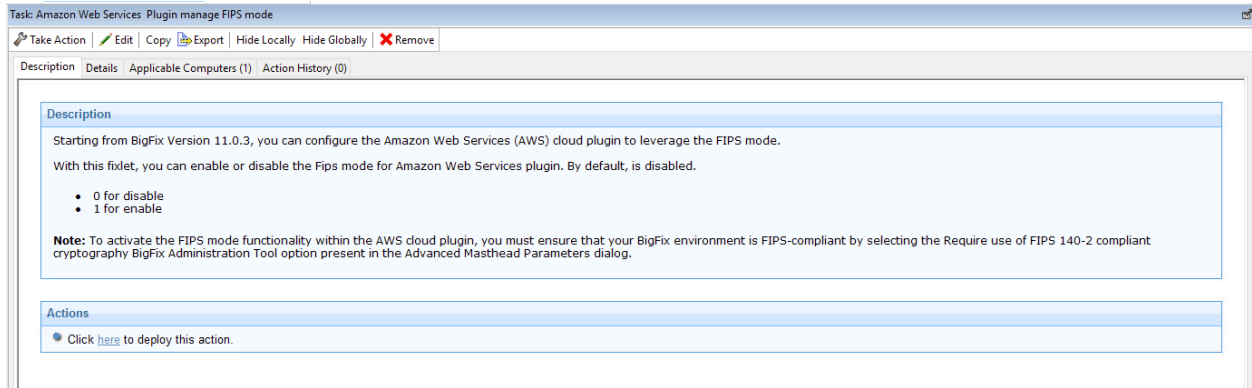 Task: Amazon Web Services Plugin manage FIPS mode
Take Action Edit Copy Export Hide Locally Hide Globally Remove
Description Details Applicable Computers (1) Action History (0)
Description
Starting from BigFix Version 11.0.3, you can configure the Amazon Web Services (AWS) cloud plugin to leverage the FIPS mode.
With this fixlet, you can enable or disable the Fips mode for Amazon Web Services plugin. By default, is disabled.
• 0 for disable
• 1 for enable
Note: To activate the FIPS mode functionality within the AWS cloud plugin, you must ensure that your BigFix environment is FIPS-compliant by selecting the Require use of FIPS 140-2 compliant
cryptography BigFix Administration Tool option present in the Advanced Masthead Parameters dialog.
Actions
Click here to deploy this action.